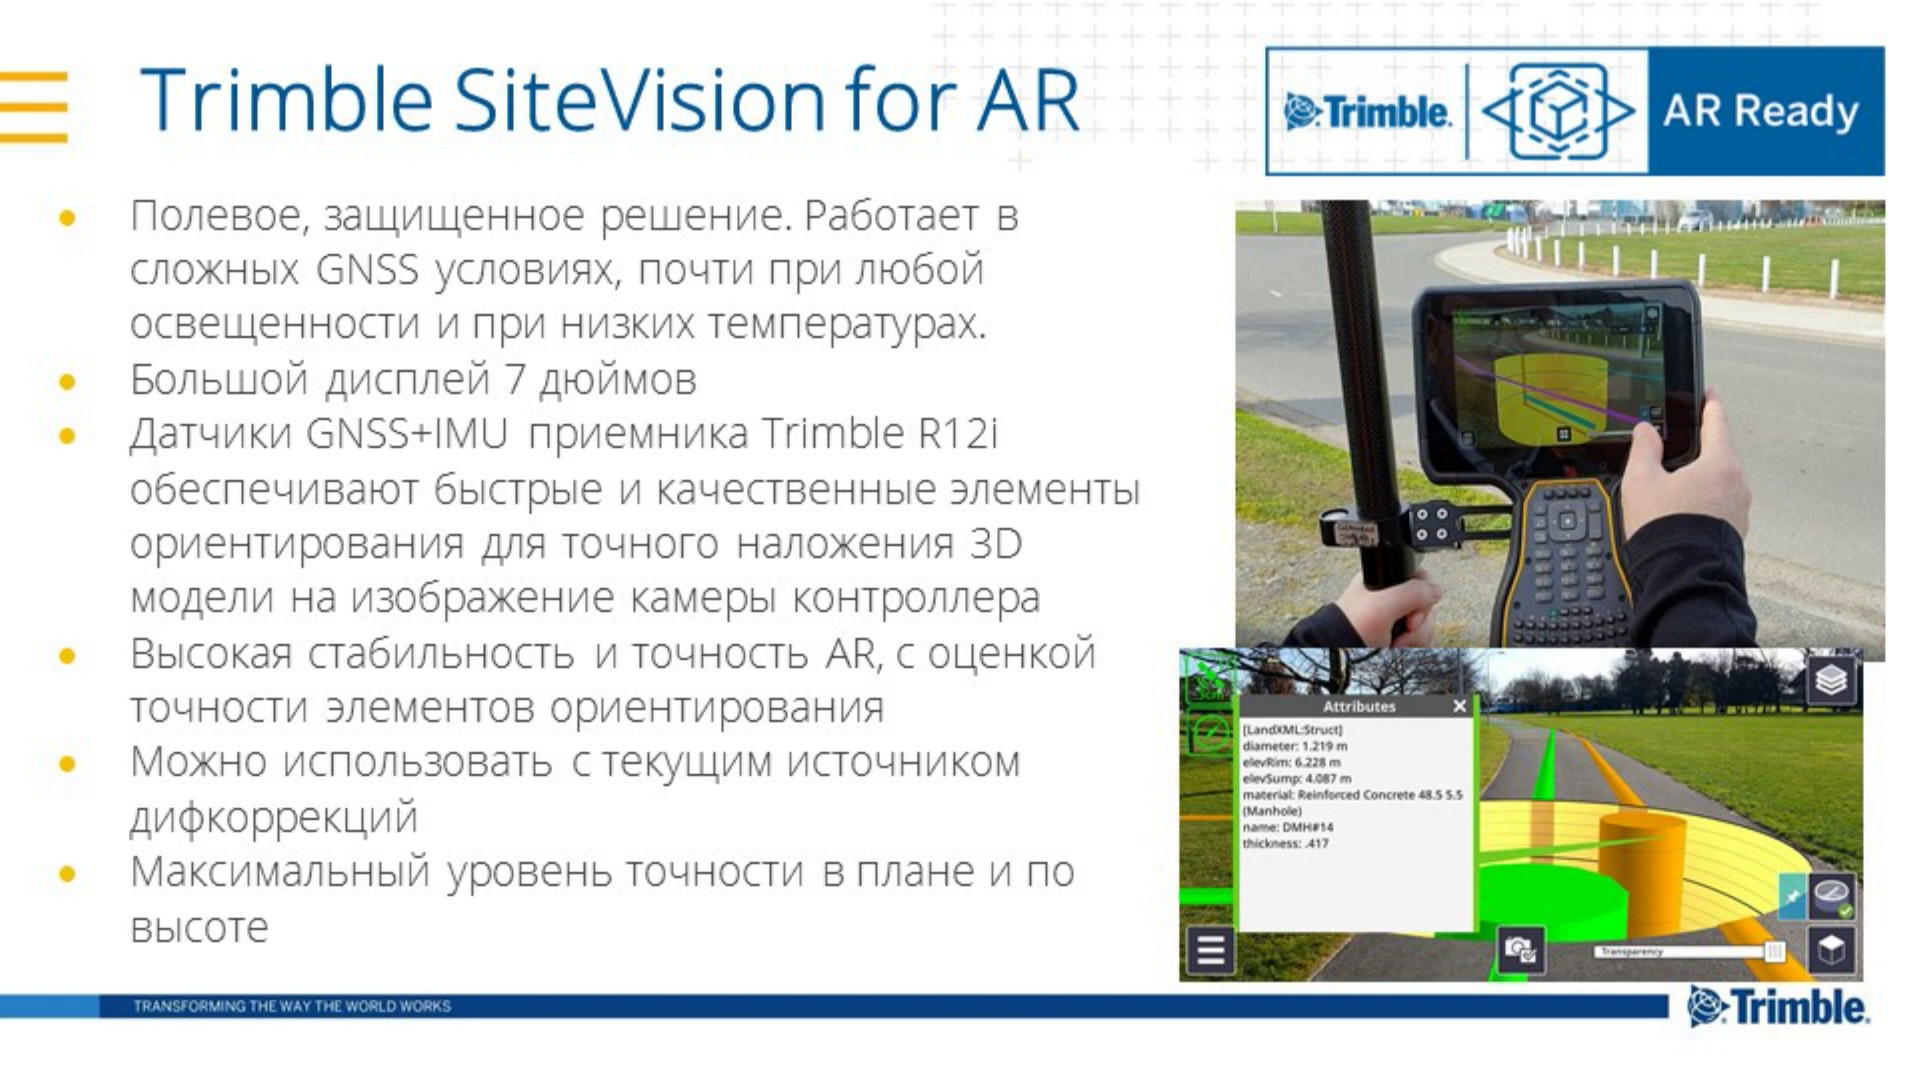 Trimble SiteVision for AR
Trimble.
AR Ready
Полевое, защищенное решение. Работает в
сложных GNSS условиях, почти при любой
освещенности и при низких температурах.
Большой дисплей 7 дюймов
Датчики GNSS+IMU приемника Trimble R12i
обеспечивают быстрые и качественные элементы
ориентирования для точного наложения 3D
модели на изображение камеры контроллера
Высокая стабильность и точность AR, с оценкой
точности элементов ориентирования
Можно использовать с текущим источником
дифкоррекций
Максимальный уровень точности в плане и по
высоте
Attributes
[LandXML:Struct]
diameter: 1.219 m
elevRim: 6.228 m
elevSump: 4.087 m
material: Reinforced Concrete 48.5 5.5
(Manhole)
name: DMH#14
thickness: .417
Transparency
TRANSFORMING THE WAY THE WORLD WORKS
Trimble.